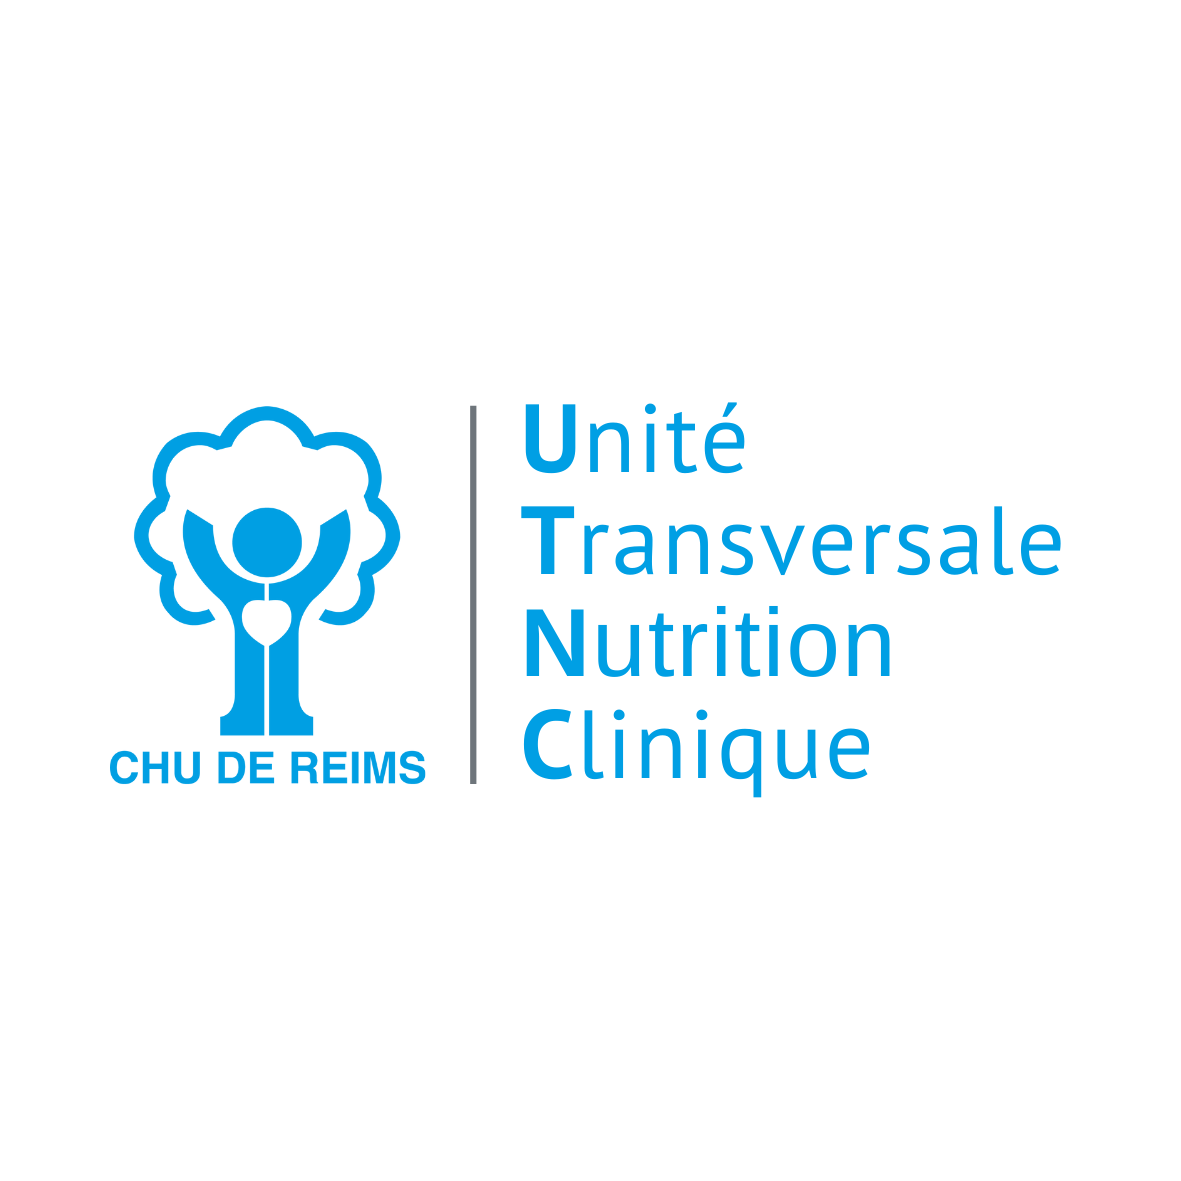 CHU DE REIMS
Unité
Transversale
Nutrition
Clinique